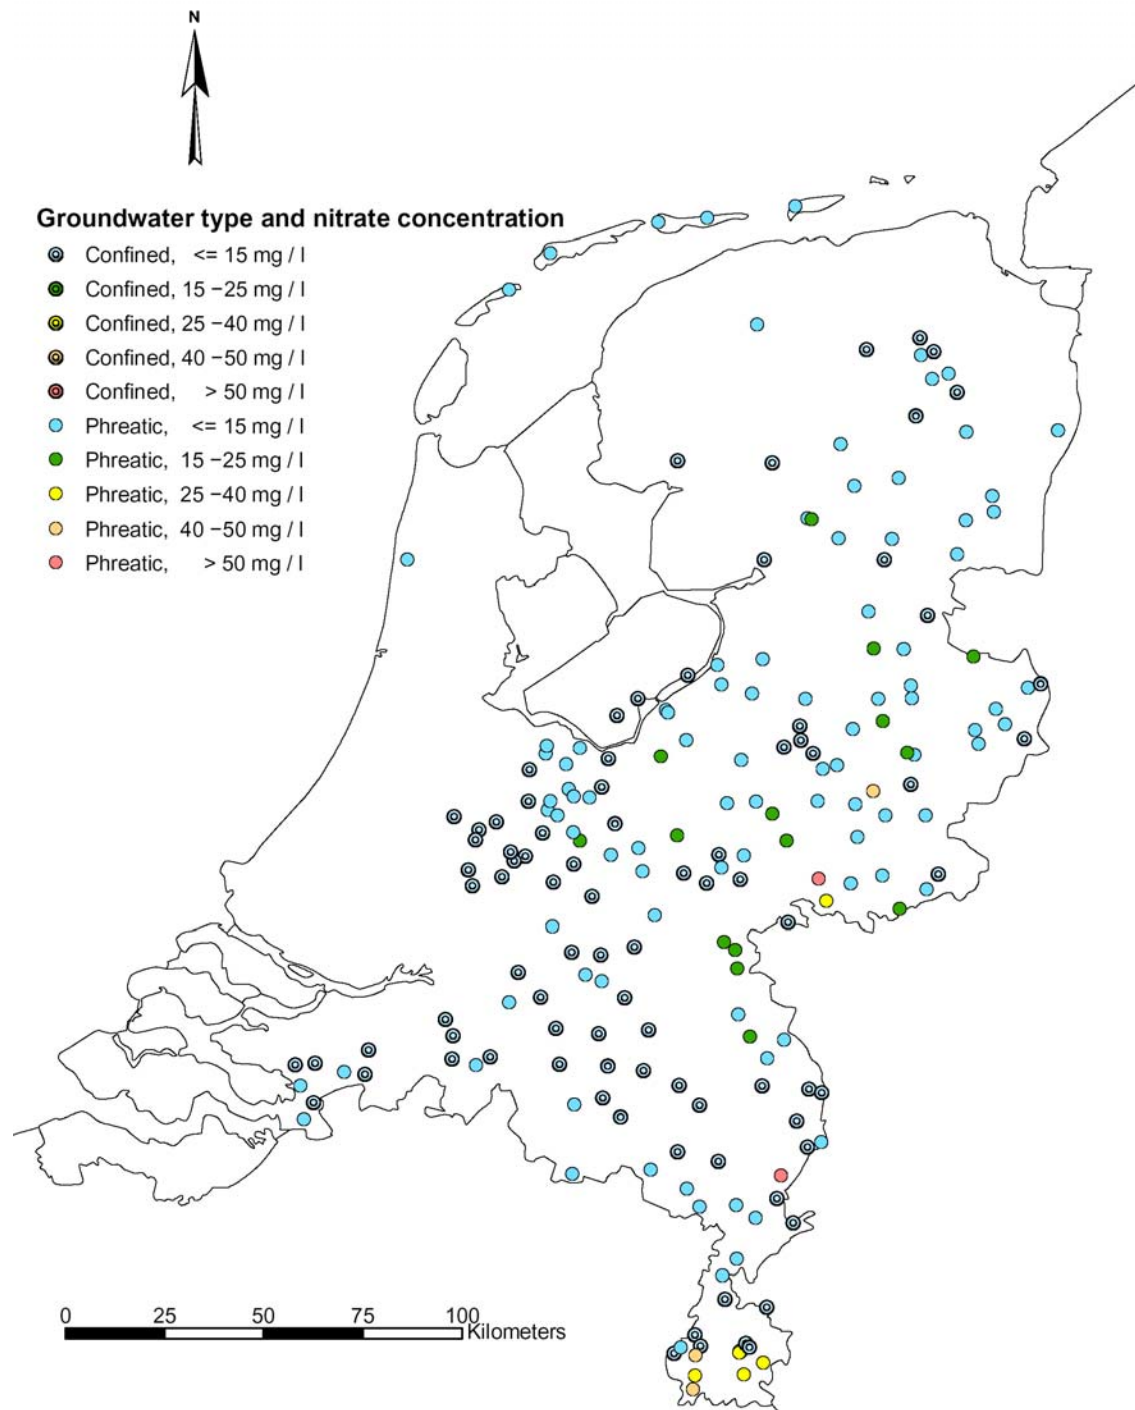 N
Groundwater type and nitrate concentration
Confined, <= 15 mg / l
Confined, 15 −25 mg / l
Confined, 25 −40 mg / l
Confined, 40 −50 mg / l
Confined, > 50 mg / l
Phreatic, <= 15 mg / l
Phreatic, 15 −25 mg / l
Phreatic, 25 −40 mg / l
Phreatic, 40 −50 mg / l
Phreatic, > 50 mg / l
0 25 50 75 100
Kilometers